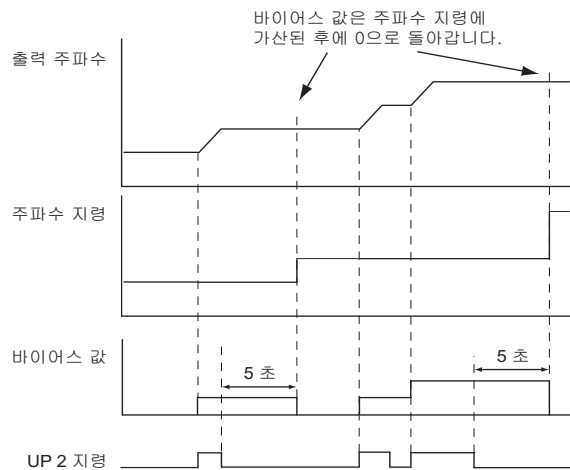 바이어스 값은 주파수 지령에
가산된 후에 0으로 돌아갑니다.
출력 주파수
주파수 지령
바이어스 값
5 초
5 초
UP 2 지령